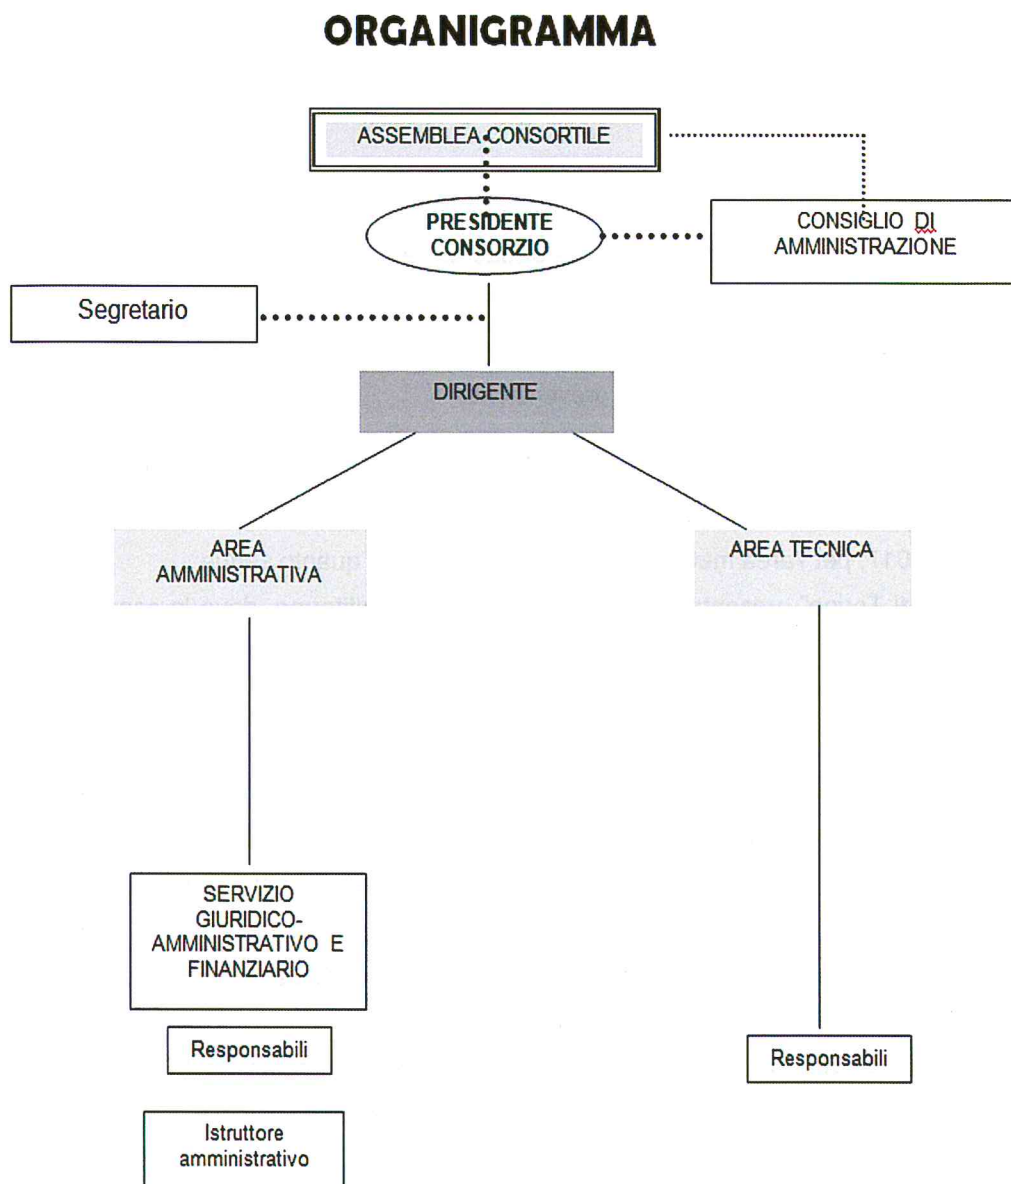 ORGANIGRAMMA
ASSEMBLEA CONSORTILE
PRESIDENTE
CONSORZIO
CONSIGLIO DI
AMMINISTRAZIONE
Segretario
DIRIGENTE
AREA
AMMINISTRATIVA
AREA TECNICA
SERVIZIO
GIURIDICO-
AMMINISTRATIVO E
FINANZIARIO
Responsabili
Responsabili
Istruttore
amministrativo